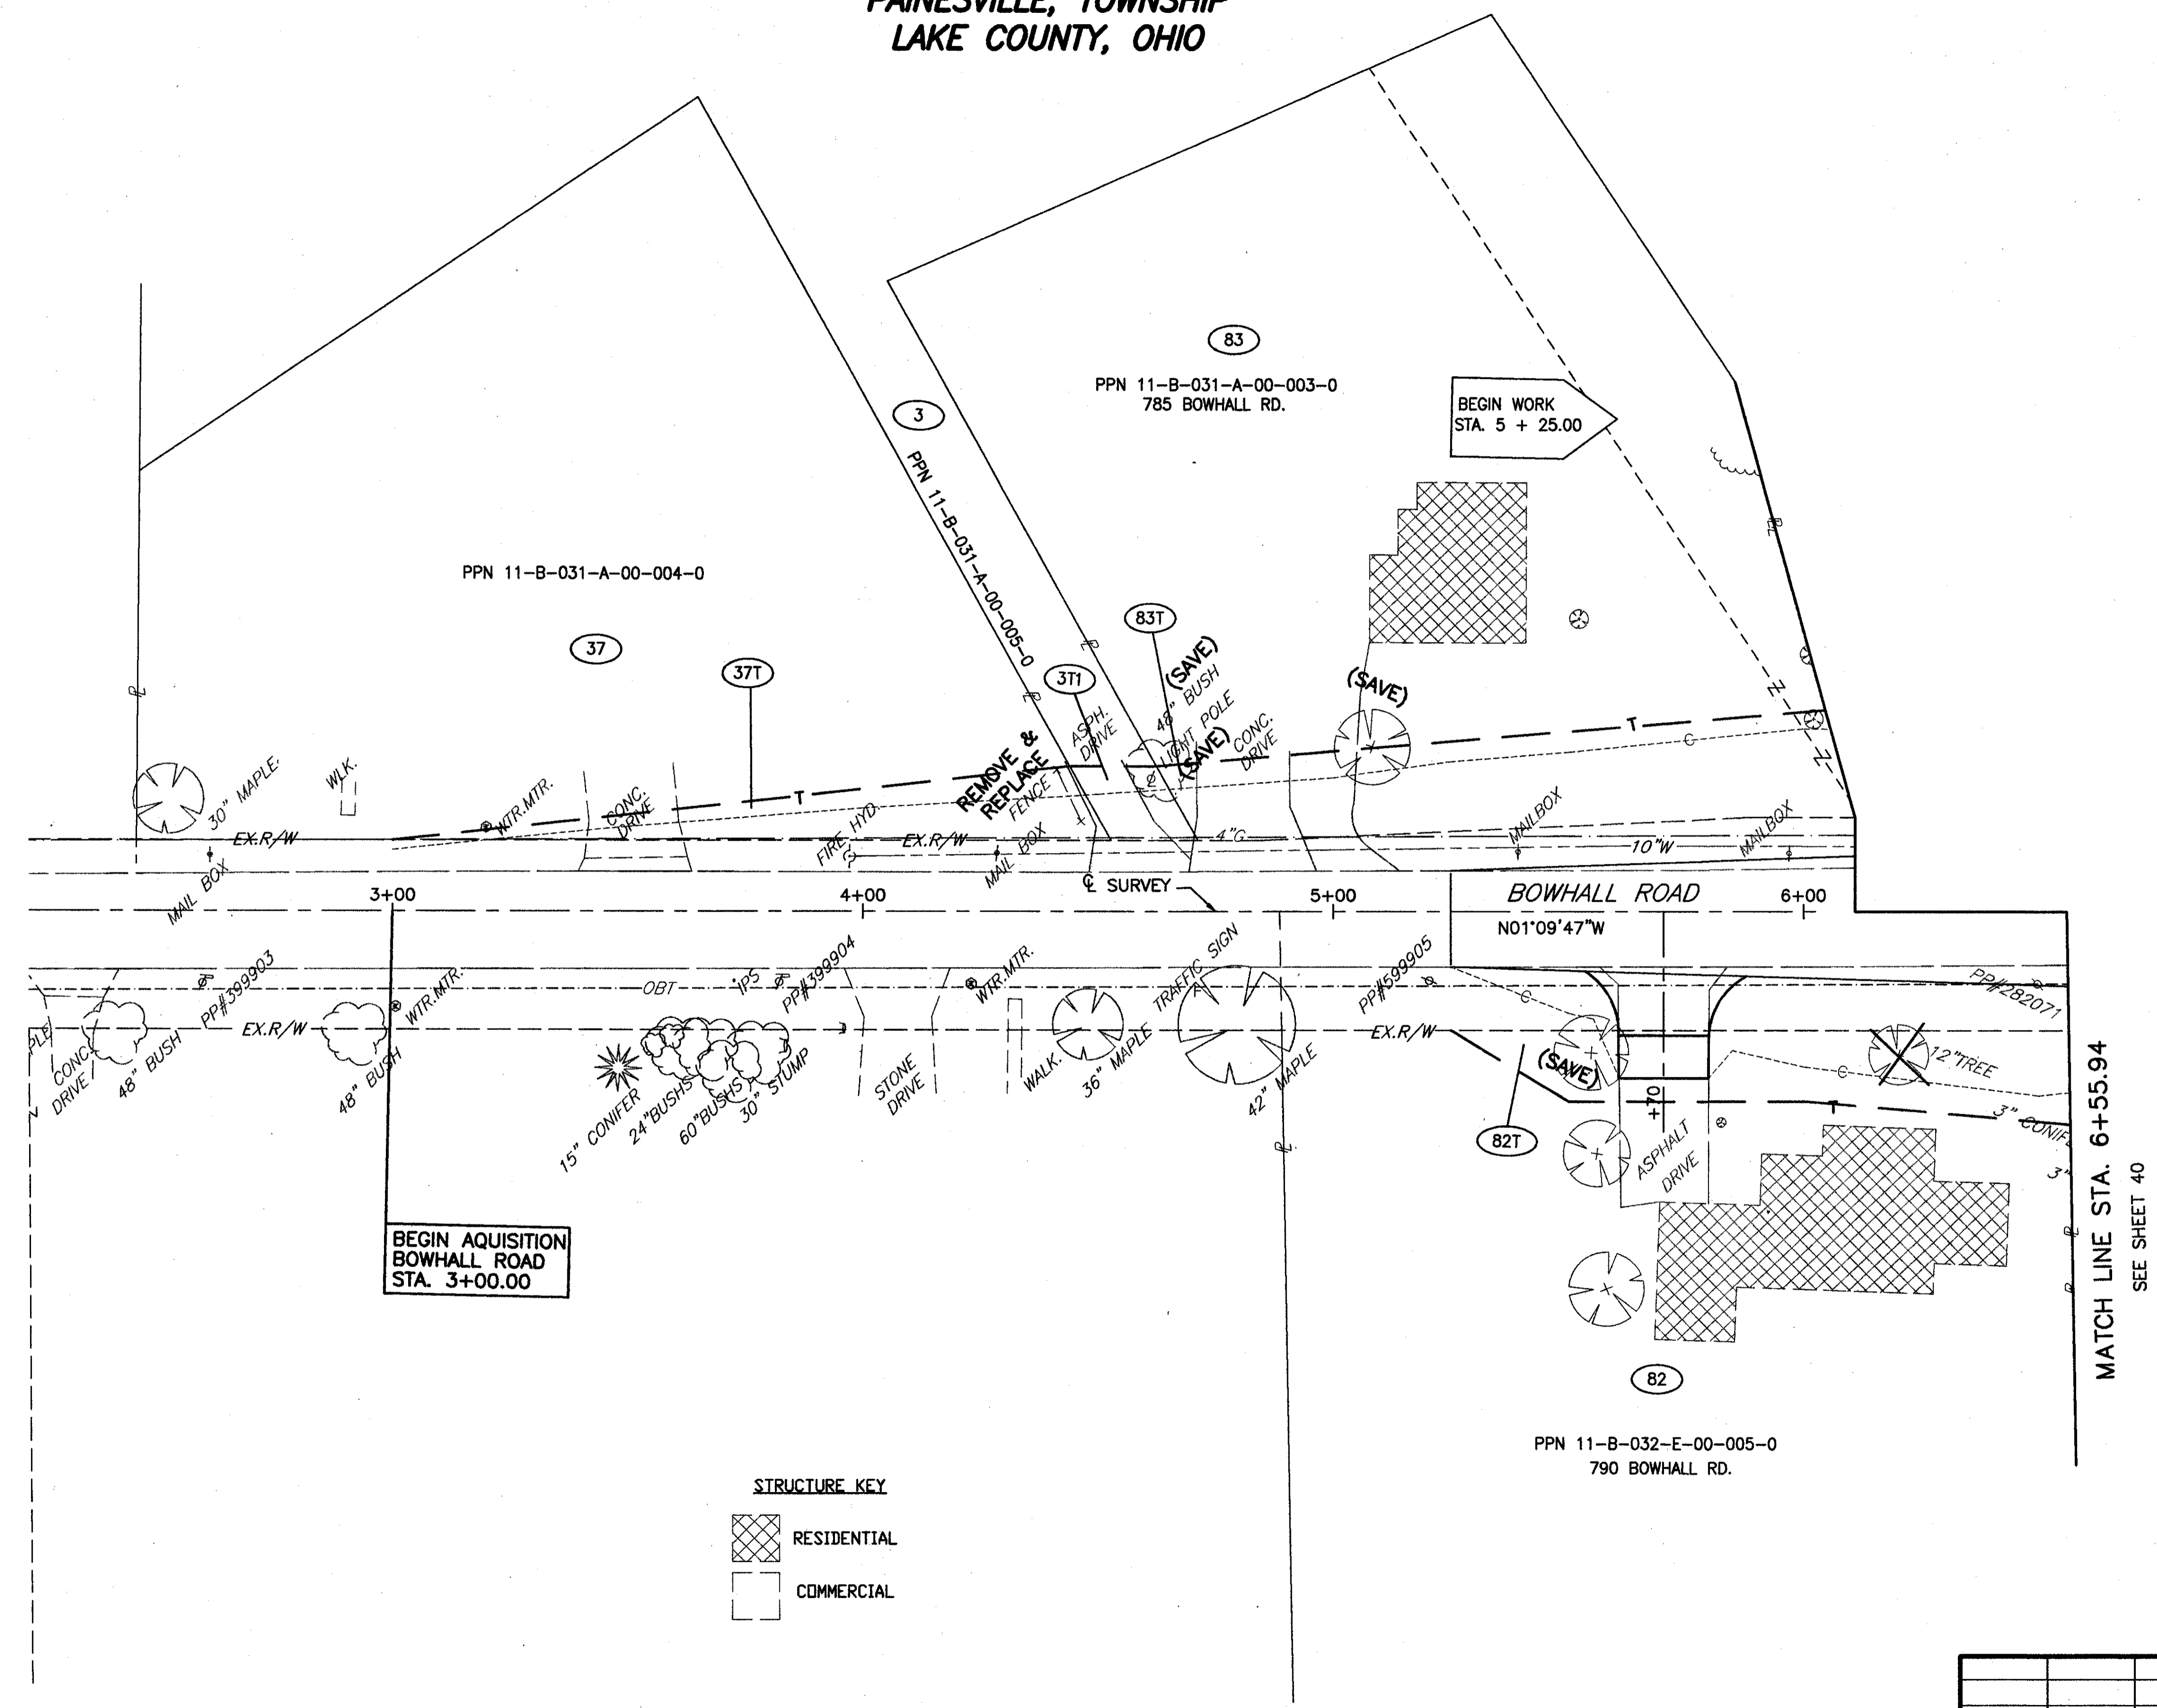 PAINESVILLE, TOWNSHIP
LAKE COUNTY, OHIO
83
PPN 11-B-031-A-00-003-0
785 BOWHALL RD.
BEGIN WORK
STA. 5 + 25.00
3
PPN 11-B-031-A-00-005-0
PPN 11-B-031-A-00-004-0
37
37T
83T
3T1
(SAVE)
48" BUSH
LIGHT POLE
(SAVE)
CONC.
DRIVE
(SAVE)
ASPH.
DRIVE
REMOVE &
REPLACE
FENCE
30" MAPLE.
WLK.
WTR.MTR.
CONC.
DRIVE
T
T
FIRE HYD.
EX.R/W
EX.R/W
MAIL BOX
MAIL BOX
4"G
10"W
MAILBOX
MAILBOX
℄ SURVEY
3+00
4+00
5+00
6+00
BOWHALL ROAD
N01°09'47"W
PP#399903
WTR.MTR.
OBT
IPS
PP#399904
WTR.MTR.
TRAFFIC SIGN
PP#599905
PP#282071
EX.R/W
EX.R/W
PLE
CONC.
DRIVE
48" BUSH
48" BUSH
15" CONIFER
24"BUSHS
60"BUSHS
30" STUMP
STONE
DRIVE
WALK.
36" MAPLE
42" MAPLE
(SAVE)
12"TREE
82T
+70
T
3" CONIFE
3"
ASPHALT
DRIVE
BEGIN AQUISITION
BOWHALL ROAD
STA. 3+00.00
82
PPN 11-B-032-E-00-005-0
790 BOWHALL RD.
MATCH LINE STA. 6+55.94
SEE SHEET 40
STRUCTURE KEY
RESIDENTIAL
COMMERCIAL